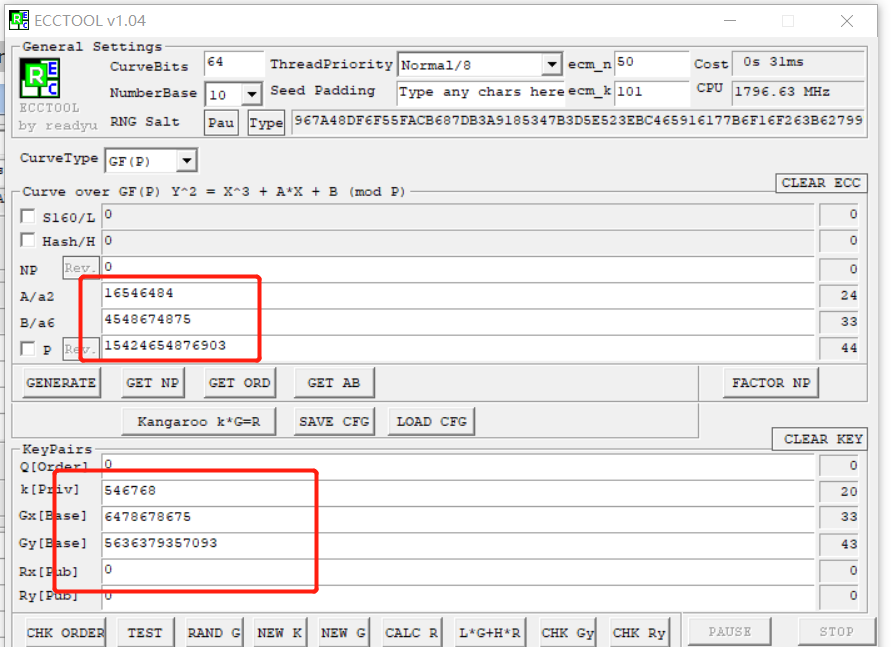 ECCTOOL v1.04
General Settings
CurveBits 64 ThreadPriority Normal/8 ecm_n 50 Cost 0s 31ms
NumberBase 10 Seed Padding Type any chars here ecm_k 101 CPU 1796.63 MHz
ECCTOOL
by readyu RNG Salt Pau Type 967A48DF6F55FACB687DB3A9185347B3D5E523EBC465916177B6F16F263B62799
CurveType GF(P)
CLEAR ECC
Curve over GF(P) Y^2 = X^3 + A*X + B (mod P)
S160/L 0 0
Hash/H 0 0
NP Rev. 0 0
A/a2 16546484 24
B/a6 4548674875 33
P Rev. 15424654876903 44
GENERATE GET NP GET ORD GET AB FACTOR NP
Kangaroo k*G=R SAVE CFG LOAD CFG
CLEAR KEY
KeyPairs
Q[Order] 0 0
k[Priv] 546768 20
Gx[Base] 6478678675 33
Gy[Base] 5636379357093 43
Rx[Pub] 0 0
Ry[Pub] 0 0
CHK ORDER TEST RAND G NEW K NEW G CALC R L*G+H*R CHK Gy CHK Ry PAUSE STOP